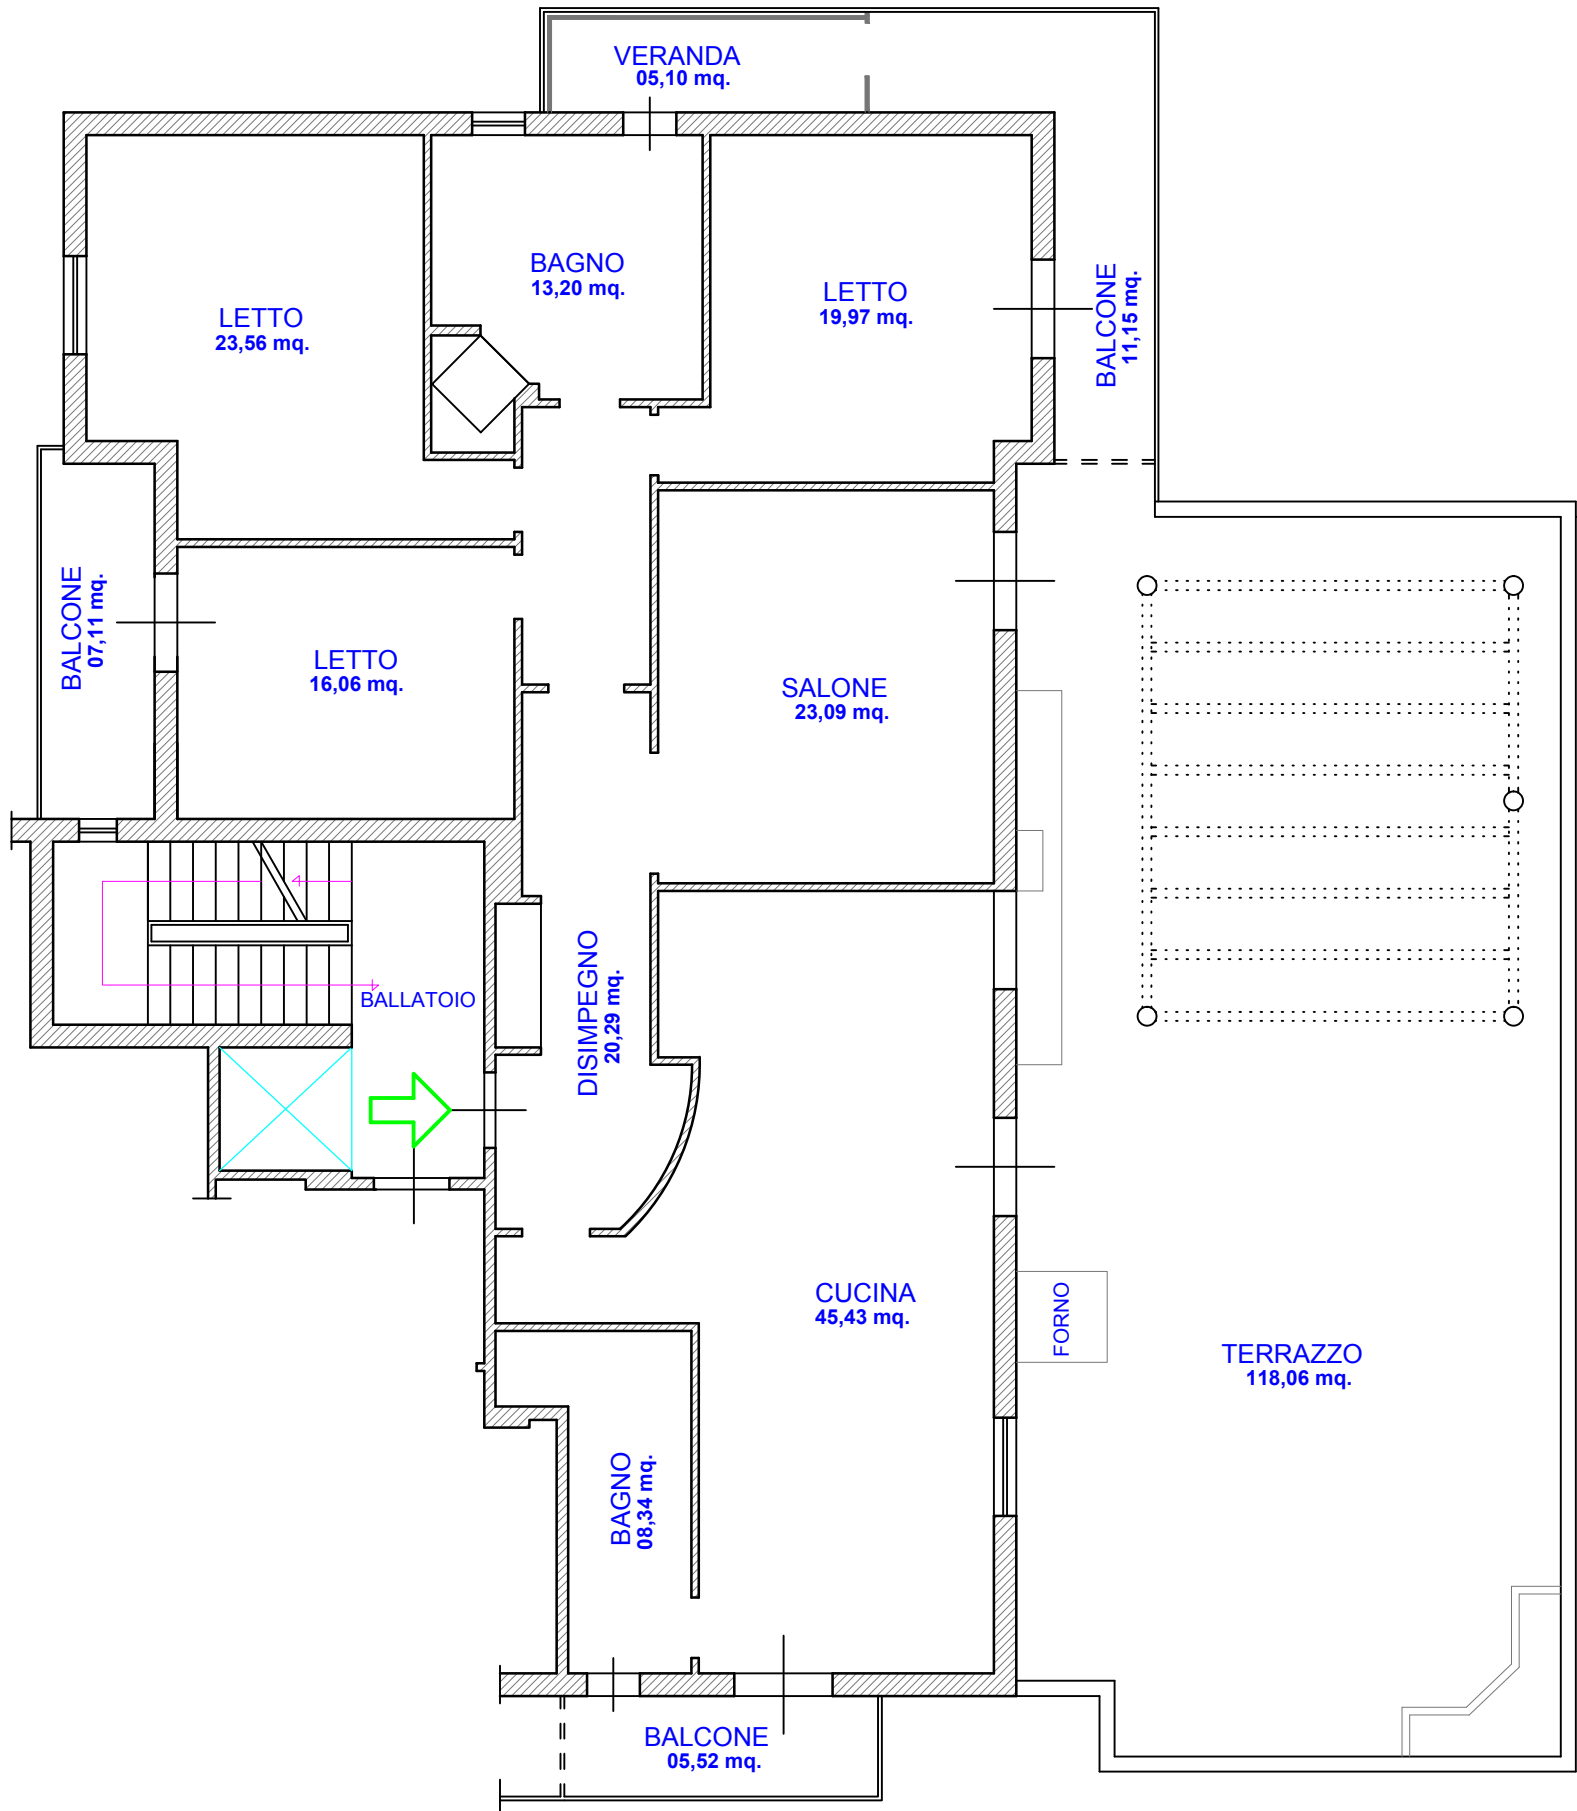 VERANDA
05,10 mq.
BAGNO
13,20 mq.
LETTO
19,97 mq.
LETTO
23,56 mq.
BALCONE
11,15 mq.
BALCONE
07,11 mq.
LETTO
16,06 mq.
SALONE
23,09 mq.
BALLATOIO
DISIMPEGNO
20,29 mq.
CUCINA
45,43 mq.
FORNO
TERRAZZO
118,06 mq.
BAGNO
08,34 mq.
BALCONE
05,52 mq.